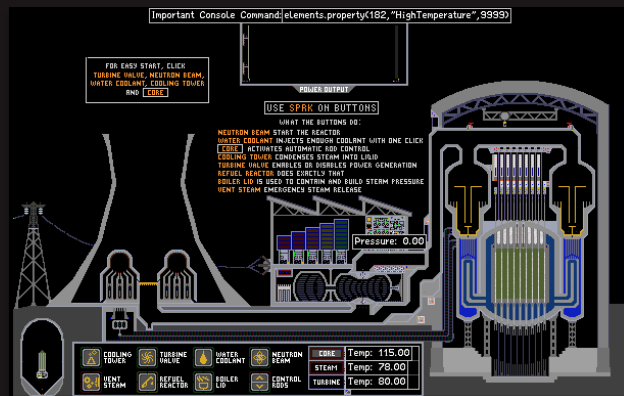 Important Console Command: elements.property(182,"HighTemperature",9999)
FOR EASY START, CLICK
TURBINE VALVE, NEUTRON BEAM,
WATER COOLANT, COOLING TOWER
AND CORE
POWER OUTPUT
USE SPRK ON BUTTONS
WHAT THE BUTTONS DO:
NEUTRON BEAM START THE REACTOR
WATER COOLANT INJECTS ENOUGH COOLANT WITH ONE CLICK
CORE ACTIVATES AUTOMATIC ROD CONTROL
COOLING TOWER CONDENSES STEAM INTO LIQUID
TURBINE VALVE ENABLES OR DISABLES POWER GENERATION
REFUEL REACTOR DOES EXACTLY THAT
BOILER LID IS USED TO CONTAIN AND BUILD STEAM PRESSURE
VENT STEAM EMERGENCY STEAM RELEASE
Pressure: 0.00
COOLING TOWER
TURBINE VALVE
WATER COOLANT
NEUTRON BEAM
CORE Temp: 115.00
STEAM Temp: 78.00
VENT STEAM
REFUEL REACTOR
BOILER LID
CONTROL RODS
TURBINE Temp: 80.00